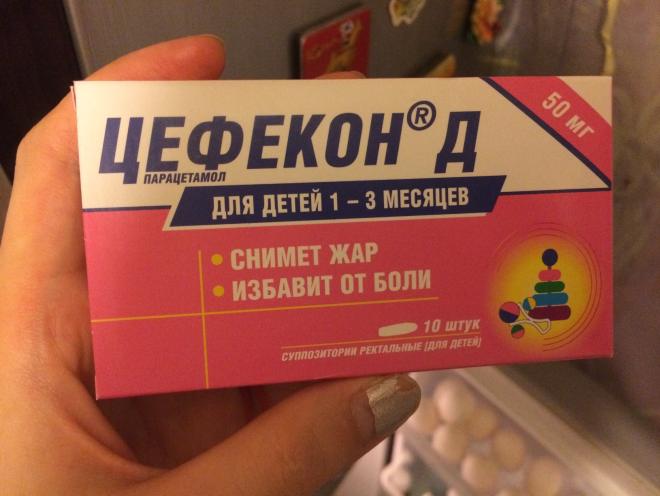 50 МГ
ЦЕФЕКОН® Д
ПАРАЦЕТАМОЛ
ДЛЯ ДЕТЕЙ 1 – 3 МЕСЯЦЕВ
• СНИМЕТ ЖАР
• ИЗБАВИТ ОТ БОЛИ
10 штук
СУППОЗИТОРИИ РЕКТАЛЬНЫЕ (ДЛЯ ДЕТЕЙ)